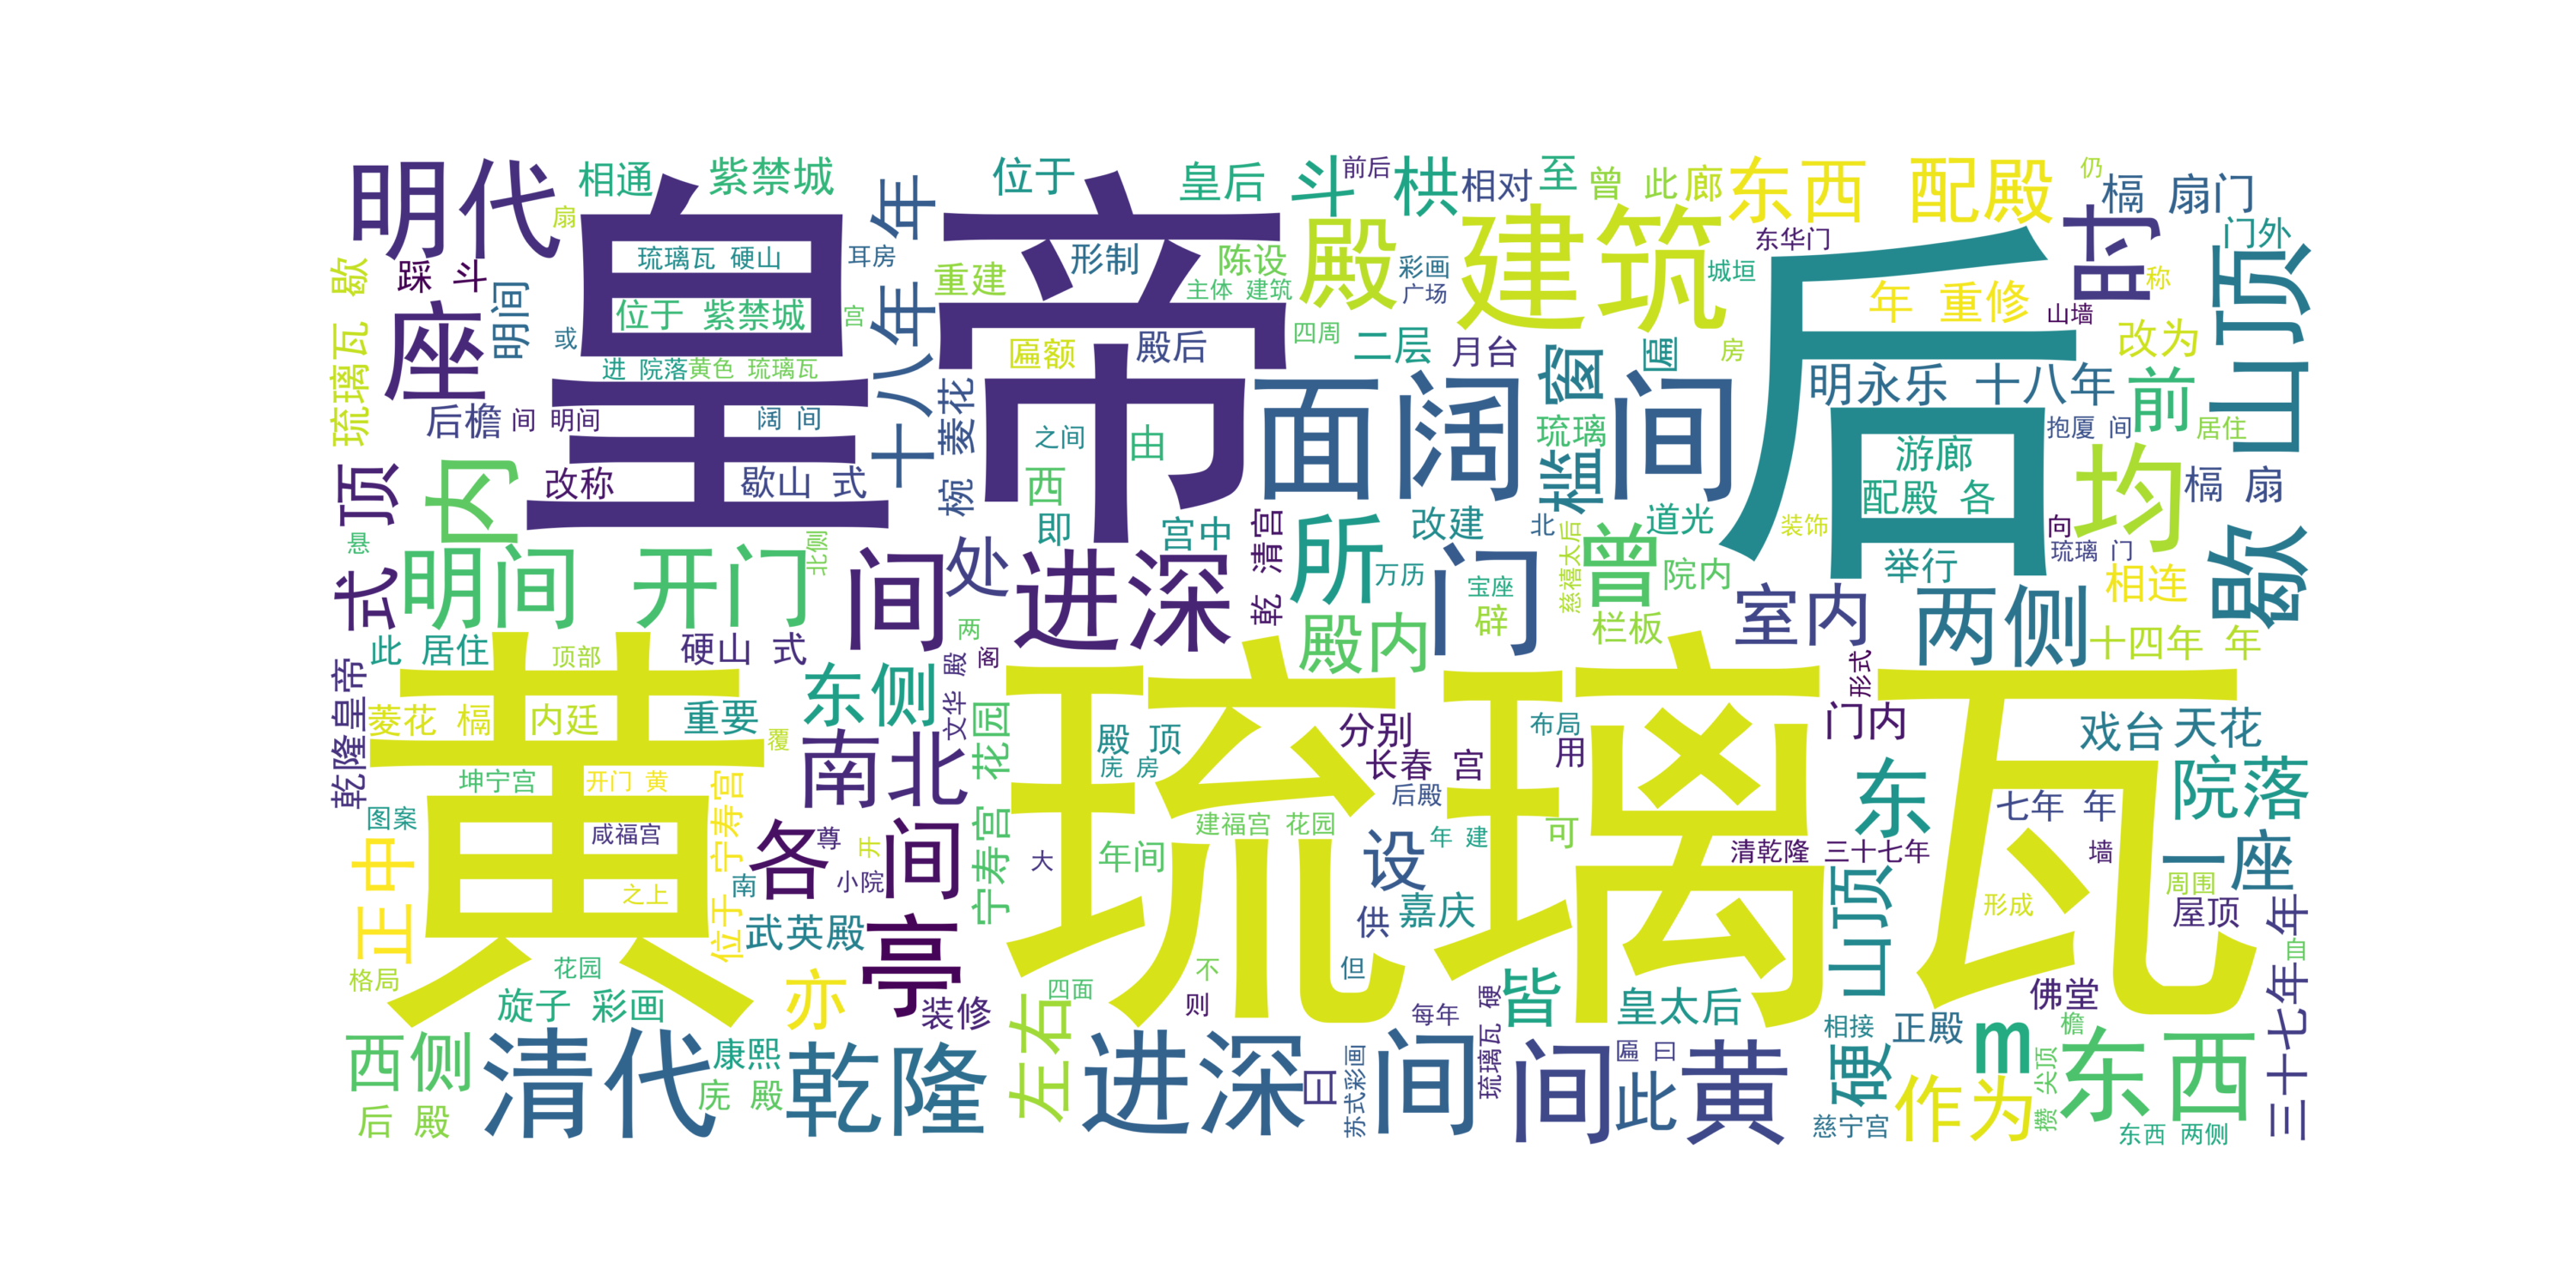 明代
相通
紫禁城
位于
皇后
斗栱
前后
相对
至
曾 此廊
东西 配殿
仍
槅 扇门
扇
皇帝
琉璃瓦 硬山
位于 紫禁城
耳房
宫
十八年 年
重建
形制
陈设
主体 建筑
殿
彩画
广场
建筑
东华门
城垣
后
时
门外
称
山墙
年 重修
歇山顶
琉璃瓦 歇
踩 斗
座
明间
或
进 院落
黄色 琉璃瓦
匾额
殿后
四周
二层
月台
窗
槛
匾
房
改为
明永乐 十八年
前
后檐
间 明间
阔 间
椀 菱花
之间
由
面阔 间
琉璃
游廊
配殿 各
抱厦 间
居住
顶
内
改称
歇山 式
西
即
宫中
乾 清宫
所
改建
北
道光
装饰
均
向
琉璃 门
槅 扇
悬
式
明间 开门
北侧
间 进深
处
万历
门
宝座
慈禧太后
曾
院内
举行
相连
此 居住
顶部
硬山 式
两
殿内
辟
栏板
室内
两侧
十四年 年
乾隆皇帝
黄 琉璃瓦
东侧
文华 殿
阁
形式
菱花 槅
内廷
重要
覆
南北
宁寿宫 花园
殿 顶
庑 房
分别
长春 宫
布局
用
门内
戏台
天花
坤宁宫
开门 黄
位于 宁寿宫
后殿
东
七年 年
院落
图案
咸福宫
各 间
尊
开
建福宫 花园
设
年 建
可
清乾隆 三十七年
墙
一座
正中
之上
南
小院
大
年间
山顶
形成
周围
屋顶
武英殿
亭
供
嘉庆
三十七年 年
格局
花园
亦
四面
不
但
皆
佛堂
自
旋子 彩画
装修
左右
则
每年
琉璃瓦 硬
皇太后
相接
正殿
m
檐
西侧
清代
康熙
乾隆
进深 间
曰
苏式彩画
间 黄
匾 曰
此
硬
作为
攒 尖顶
东西
后 殿
庑 殿
慈宁宫
东西 两侧